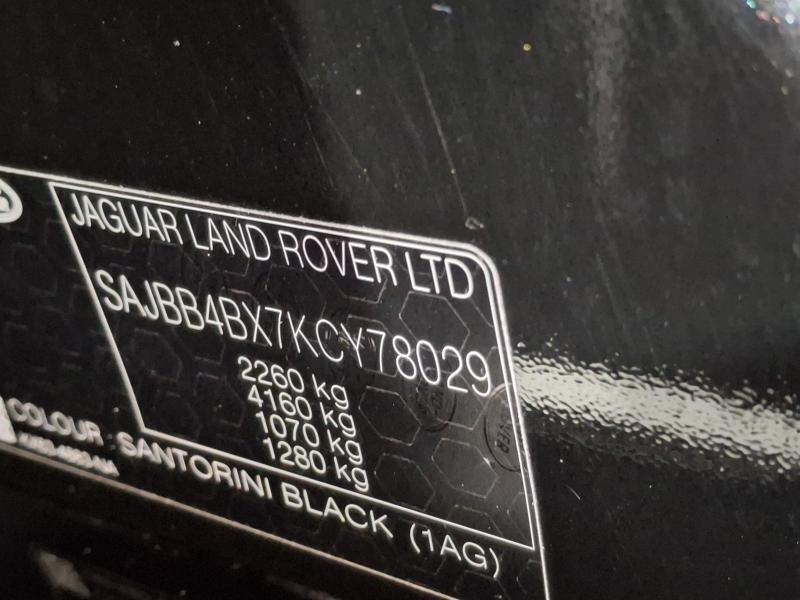 JAGUAR LAND ROVER LTD
SAJBB4BX7KCY78029
2260 kg
4160 kg
1070 kg
1280 kg
COLOUR : SANTORINI BLACK (1AG)